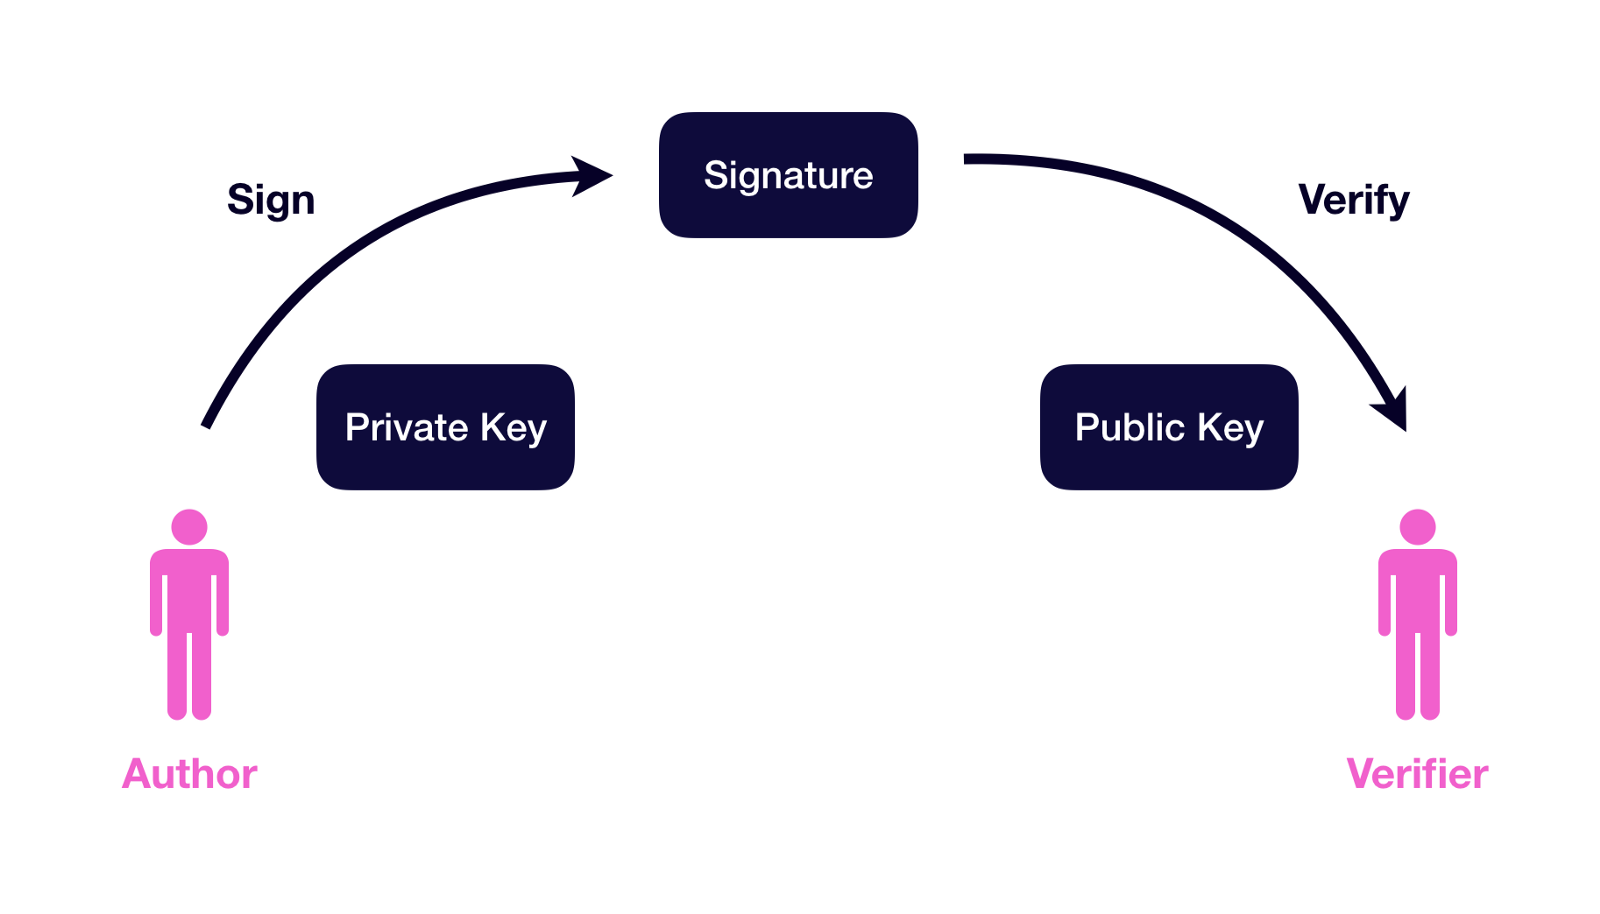 Signature
Sign
Verify
Private Key
Public Key
Author
Verifier